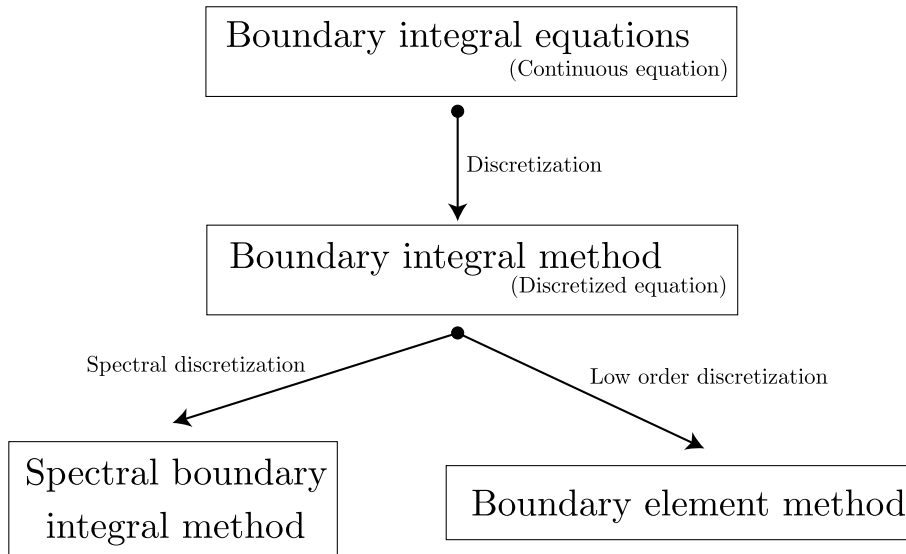 Boundary integral equations
(Continuous equation)
Discretization
Boundary integral method
(Discretized equation)
Spectral discretization
Low order discretization
Spectral boundary
integral method
Boundary element method